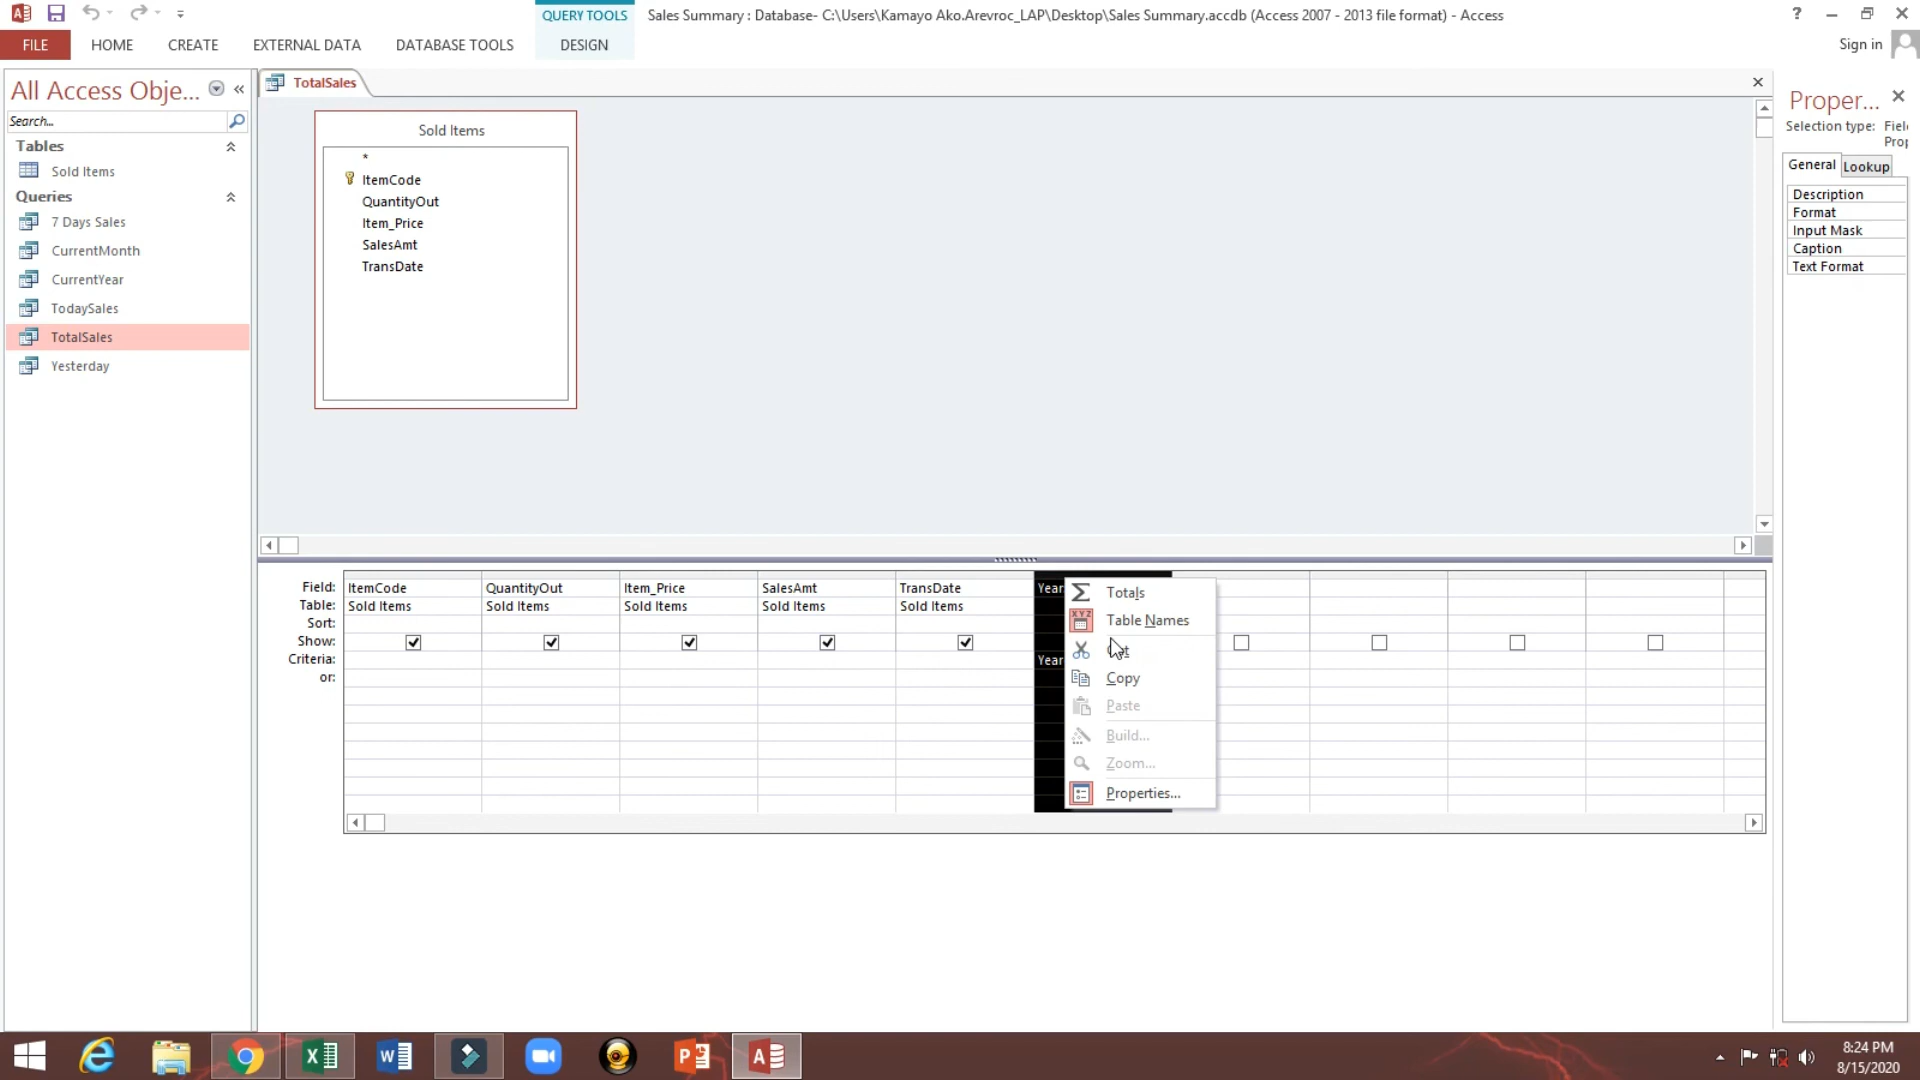 QUERY TOOLS
Sales Summary : Database- C:\Users\Kamayo Ako.Arevroc_LAP\Desktop\Sales Summary.accdb (Access 2007 - 2013 file format) - Access
?
FILE HOME CREATE EXTERNAL DATA DATABASE TOOLS DESIGN
Sign in
All Access Obje...
Search...
Tables
Sold Items
Queries
7 Days Sales
CurrentMonth
CurrentYear
TodaySales
TotalSales
Yesterday
TotalSales
Sold Items
*
ItemCode
QuantityOut
Item_Price
SalesAmt
TransDate
Field: ItemCode QuantityOut Item_Price SalesAmt TransDate Year
Table: Sold Items Sold Items Sold Items Sold Items Sold Items
Sort:
Show:
Criteria: Year
or:
Totals
Table Names
Cut
Copy
Paste
Build...
Zoom...
Properties...
Proper...
Selection type: Fiel
Prop
General Lookup
Description
Format
Input Mask
Caption
Text Format
8:24 PM
8/15/2020